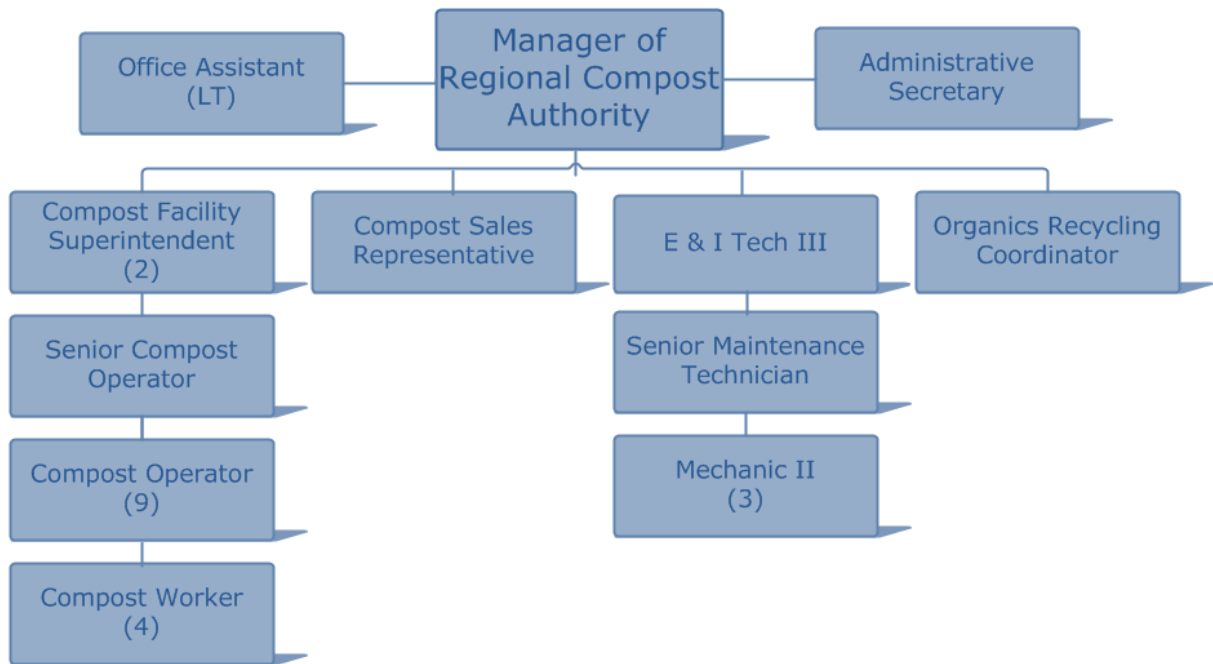 Manager of
Regional Compost
Authority
Office Assistant
(LT)
Administrative
Secretary
Compost Facility
Superintendent
(2)
Compost Sales
Representative
E & I Tech III
Organics Recycling
Coordinator
Senior Compost
Operator
Senior Maintenance
Technician
Compost Operator
(9)
Mechanic II
(3)
Compost Worker
(4)